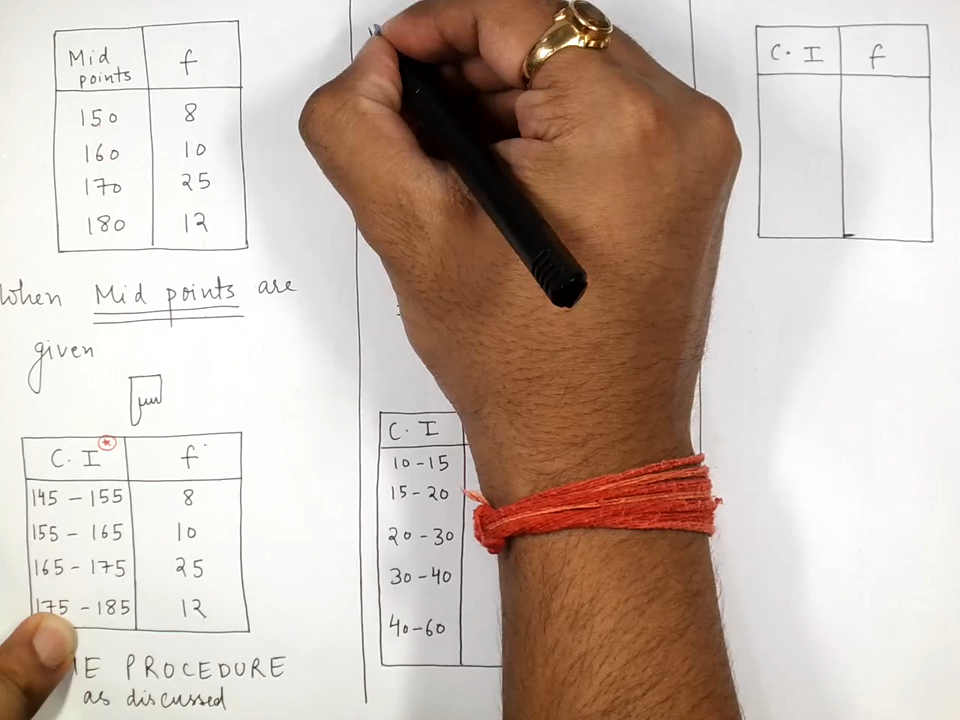 Mid points f
150 8
160 10
170 25
180 12
When Mid points are
given
C. I f
145 - 155 8
155 - 165 10
165 - 175 25
175 - 185 12
PROCEDURE
as discussed
C. I
10 - 15
15 - 20
20 - 30
30 - 40
40 - 60
C. I f